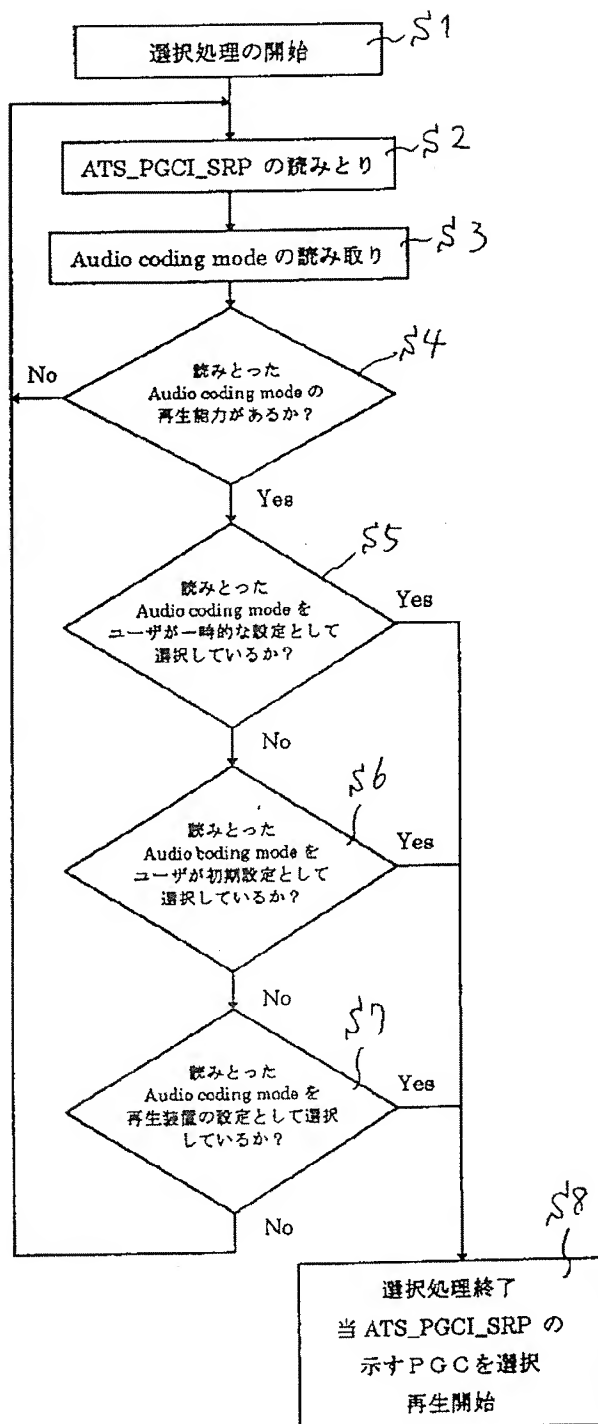 選択処理の開始
S1
ATS_PGCI_SRP の読みとり
S2
Audio coding mode の読み取り
S3
読みとった
Audio coding mode の
再生能力があるか？
S4
No
Yes
読みとった
Audio coding mode を
ユーザが一時的な設定として
選択しているか？
S5
Yes
No
読みとった
Audio coding mode を
ユーザが初期設定として
選択しているか？
S6
Yes
No
読みとった
Audio coding mode を
再生装置の設定として選択
しているか？
S7
Yes
No
S8
選択処理終了
当 ATS_PGCI_SRP の
示すＰＧＣを選択
再生開始